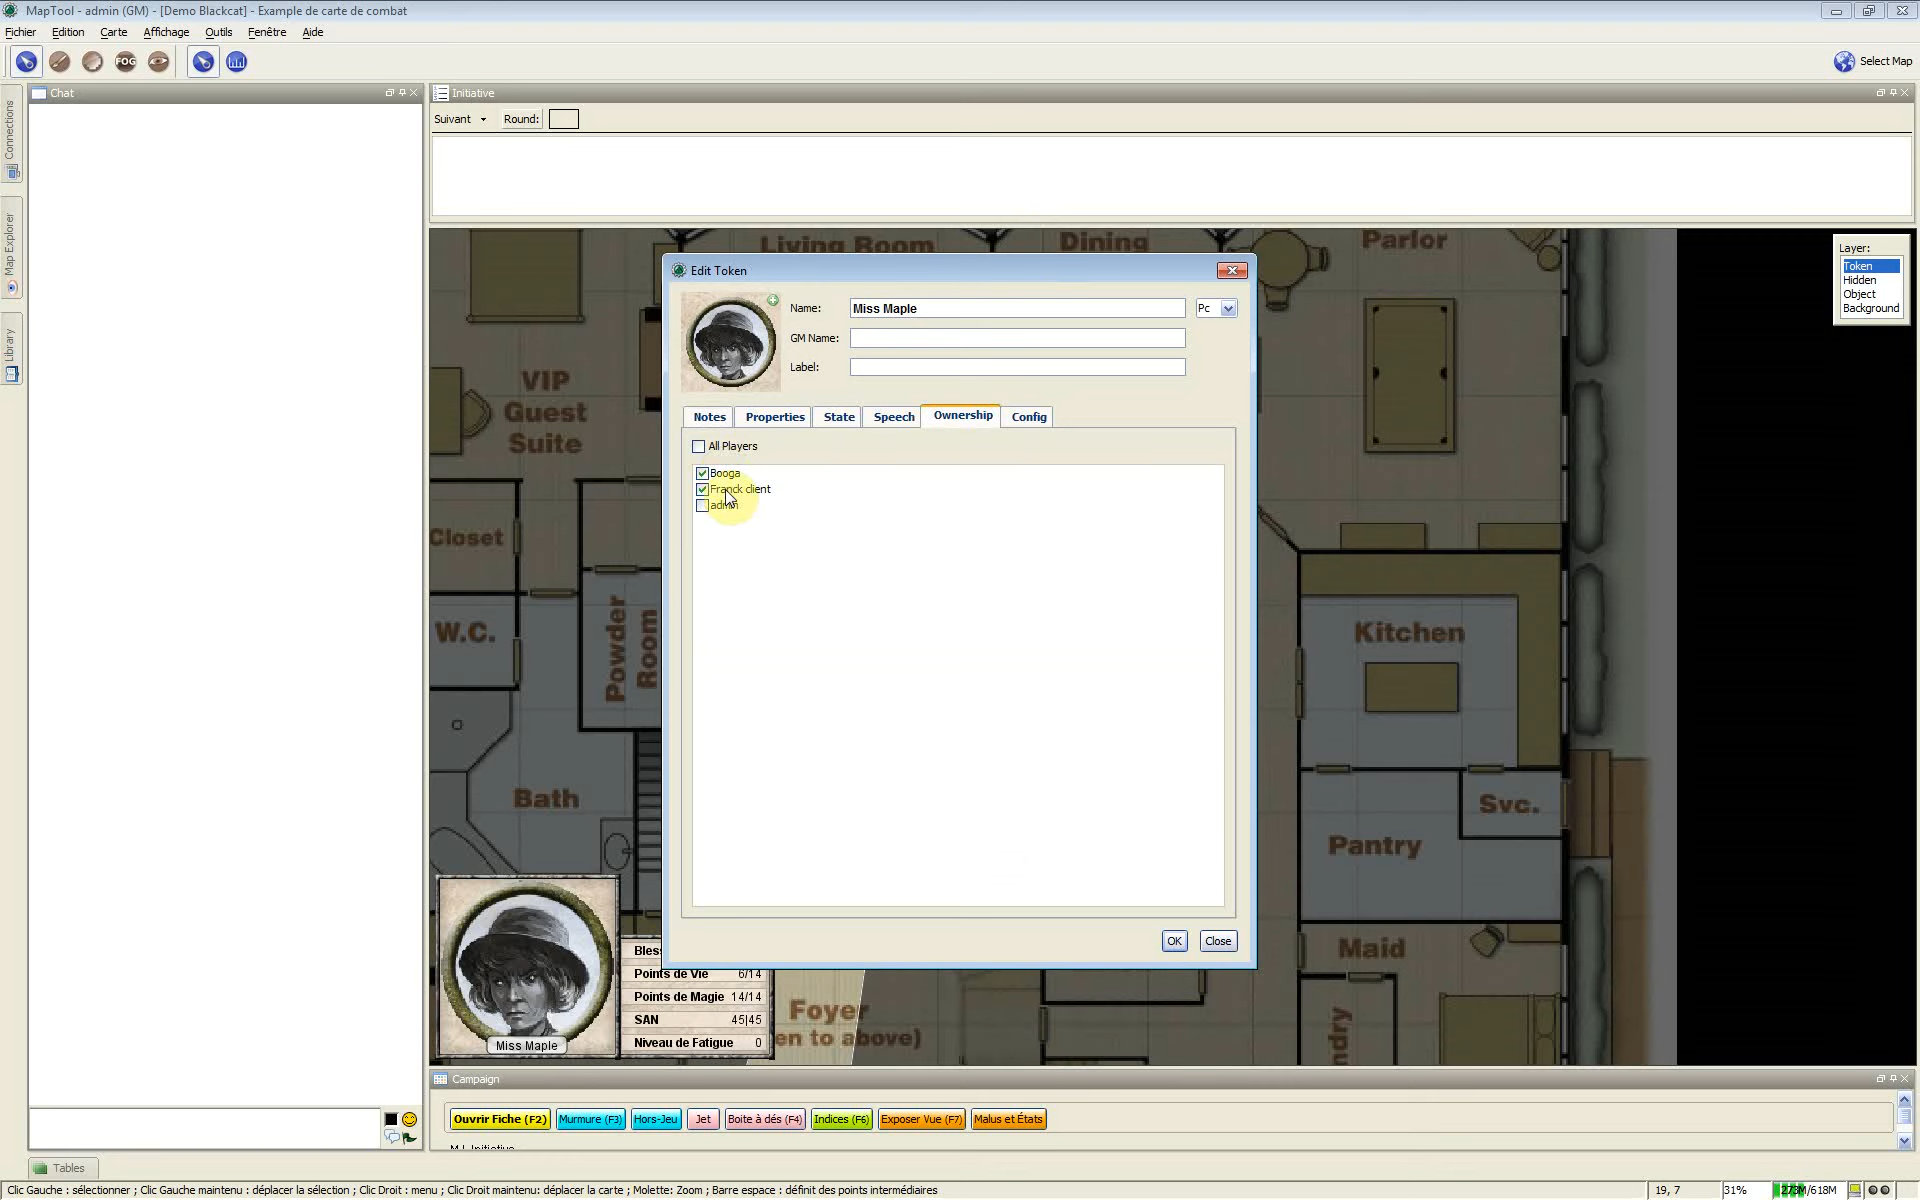 MapTool - admin (GM) - [Demo Blackcat] - Example de carte de combat
Fichier Edition Carte Affichage Outils Fenêtre Aide
FOG
Select Map
Connections
Map Explorer
Library
Chat
Initiative
Suivant Round:
Layer:
Token
Hidden
Object
Background
Living Room
Dining
Parlor
VIP
Guest
Suite
Closet
W.C.
Powder
Room
Bath
Kitchen
Pantry
Svc.
Maid
Foyer
en to above)
ndry
Edit Token
Name: Miss Maple Pc
GM Name:
Label:
Notes Properties State Speech Ownership Config
All Players
Booga
Franck client
admin
OK Close
Bless
Points de Vie 6/14
Points de Magie 14/14
SAN 45|45
Niveau de Fatigue 0
Miss Maple
Campaign
Ouvrir Fiche (F2) Murmure (F3) Hors-Jeu Jet Boite à dés (F4) Indices (F6) Exposer Vue (F7) Malus et États
Tables
Clic Gauche : sélectionner ; Clic Gauche maintenu : déplacer la sélection ; Clic Droit : menu ; Clic Droit maintenu: déplacer la carte ; Molette: Zoom ; Barre espace : définit des points intermédiaires
19, 7 31% 273M/618M